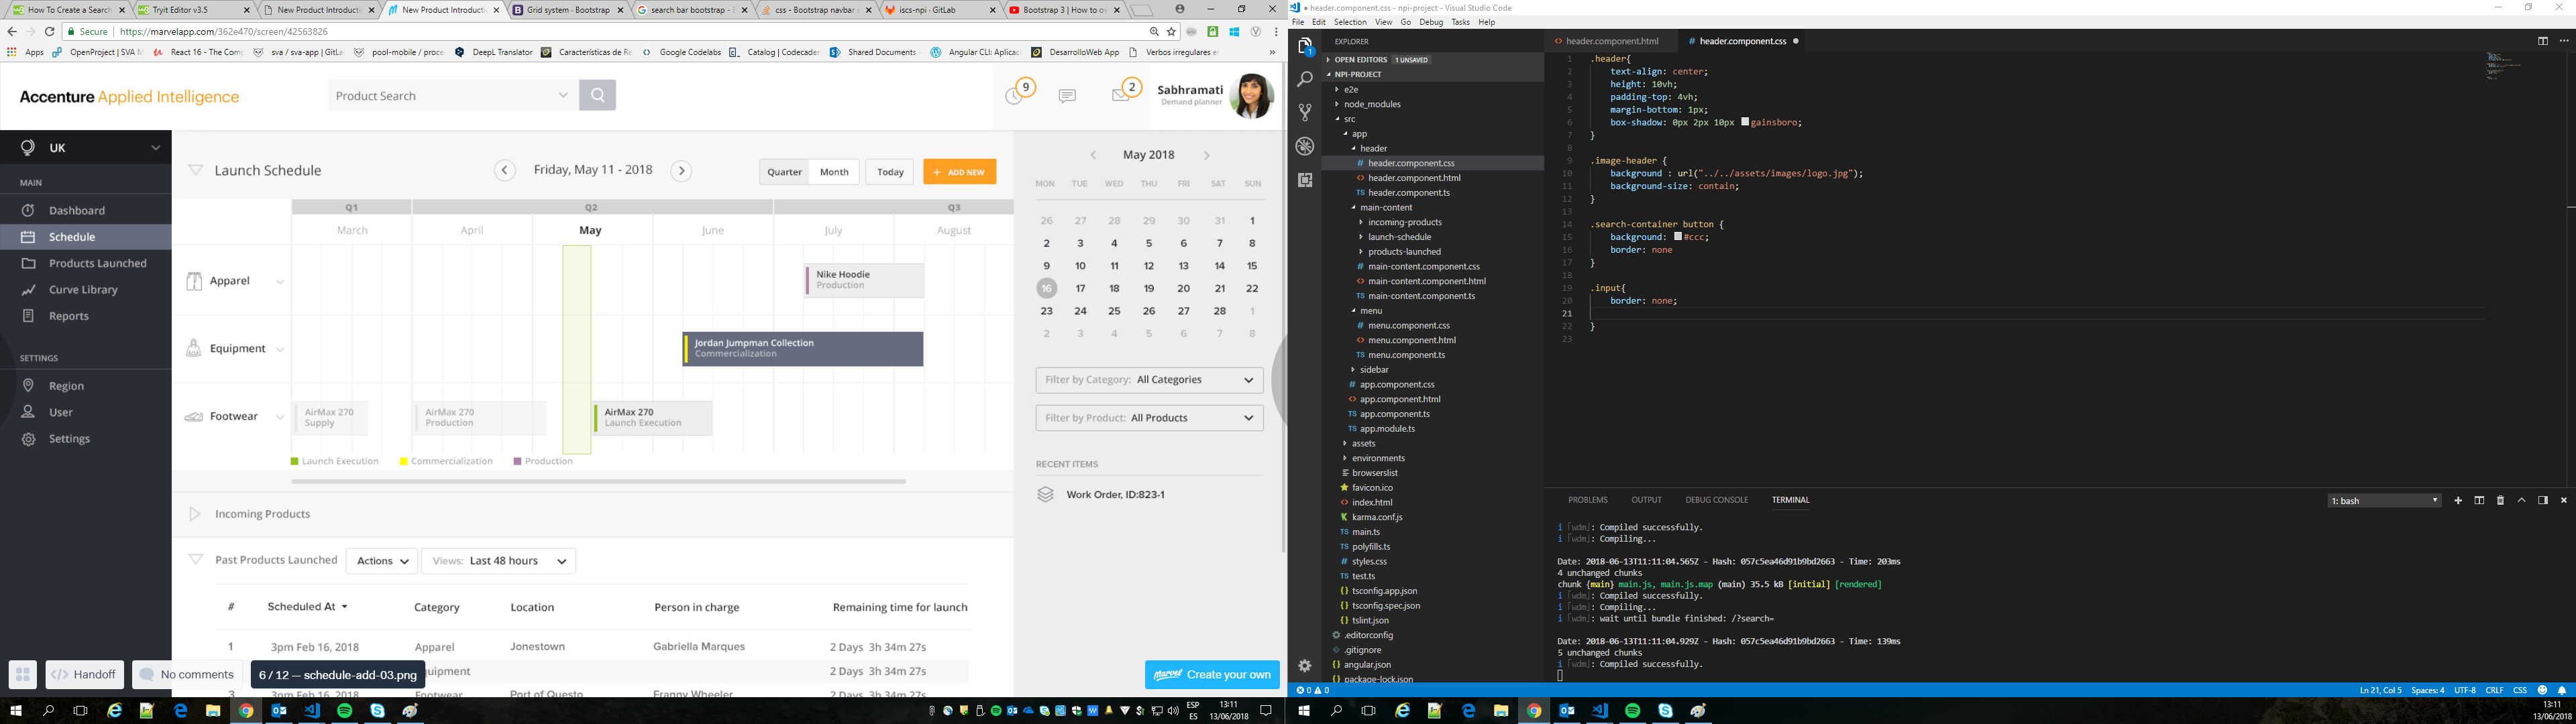 How To Create a Search
Tryit Editor v3.5
New Product Introducti
New Product Introducti
Grid system · Bootstrap
search bar bootstrap -
css - Bootstrap navbar
iscs-npi · GitLab
Bootstrap 3 | How to
Secure
https://marvelapp.com/362e470/screen/42563826
Apps
OpenProject | SVA
React 16 - The Com
sva / sva-app | GitLa
pool-mobile / proce
DeepL Translator
Características de Re
Google Codelabs
Catalog | Codecaden
Shared Documents -
Angular CLI: Aplicaci
DesarrolloWeb App
Verbos irregulares e
»
Accenture Applied Intelligence
Product Search
9
2
Sabhramati
Demand planner
UK
MAIN
Dashboard
Schedule
Products Launched
Curve Library
Reports
SETTINGS
Region
User
Settings
Launch Schedule
Friday, May 11 - 2018
Quarter
Month
Today
+ ADD NEW
Q1
Q2
Q3
March
April
May
June
July
August
Apparel
Nike Hoodie
Production
Equipment
Jordan Jumpman Collection
Commercialization
Footwear
AirMax 270
Supply
AirMax 270
Production
AirMax 270
Launch Execution
Launch Execution
Commercialization
Production
Incoming Products
Past Products Launched
Actions
Views: Last 48 hours
# Scheduled At Category Location Person in charge Remaining time for launch
1 3pm Feb 16, 2018 Apparel Jonestown Gabriella Marques 2 Days 3h 34m 27s
quipment 2 Days 3h 34m 27s
3 3pm Feb 16, 2018 Footwear Port of Questo Franny Wheeler 2 Days 3h 34m 27s
May 2018
MON TUE WED THU FRI SAT SUN
26 27 28 29 30 31 1
2 3 4 5 6 7 8
9 10 11 12 13 14 15
16 17 18 19 20 21 22
23 24 25 26 27 28 1
2 3 4 5 6 7 8
Filter by Category: All Categories
Filter by Product: All Products
RECENT ITEMS
Work Order, ID:823-1
Handoff
No comments
6 / 12 — schedule-add-03.png
Marvel Create your own
ESP
ES
13:11
13/06/2018
● header.component.css - npi-project - Visual Studio Code
File Edit Selection View Go Debug Tasks Help
1
EXPLORER
OPEN EDITORS 1 UNSAVED
NPI-PROJECT
e2e
node_modules
src
app
header
# header.component.css
<> header.component.html
TS header.component.ts
main-content
incoming-products
launch-schedule
products-launched
# main-content.component.css
<> main-content.component.html
TS main-content.component.ts
menu
# menu.component.css
<> menu.component.html
TS menu.component.ts
sidebar
# app.component.css
<> app.component.html
TS app.component.ts
TS app.module.ts
assets
environments
browserslist
favicon.ico
<> index.html
karma.conf.js
TS main.ts
TS polyfills.ts
# styles.css
TS test.ts
{} tsconfig.app.json
{} tsconfig.spec.json
{} tslint.json
.editorconfig
.gitignore
{} angular.json
{} package-lock.json
<> header.component.html
# header.component.css ●
1 .header{
2 text-align: center;
3 height: 10vh;
4 padding-top: 4vh;
5 margin-bottom: 1px;
6 box-shadow: 0px 2px 10px gainsboro;
7 }
8
9 .image-header {
10 background : url("../../assets/images/logo.jpg");
11 background-size: contain;
12 }
13
14 .search-container button {
15 background: #ccc;
16 border: none
17 }
18
19 .input{
20 border: none;
21
22 }
23
PROBLEMS OUTPUT DEBUG CONSOLE TERMINAL
1: bash
i ｢wdm｣: Compiled successfully.
i ｢wdm｣: Compiling...
Date: 2018-06-13T11:11:04.565Z - Hash: 057c5ea46d91b9bd2663 - Time: 203ms
4 unchanged chunks
chunk {main} main.js, main.js.map (main) 35.5 kB [initial] [rendered]
i ｢wdm｣: Compiled successfully.
i ｢wdm｣: Compiling...
i ｢wdm｣: wait until bundle finished: /?search=
Date: 2018-06-13T11:11:04.929Z - Hash: 057c5ea46d91b9bd2663 - Time: 139ms
5 unchanged chunks
i ｢wdm｣: Compiled successfully.
0 0
Ln 21, Col 5 Spaces: 4 UTF-8 CRLF CSS
13:11
13/06/2018